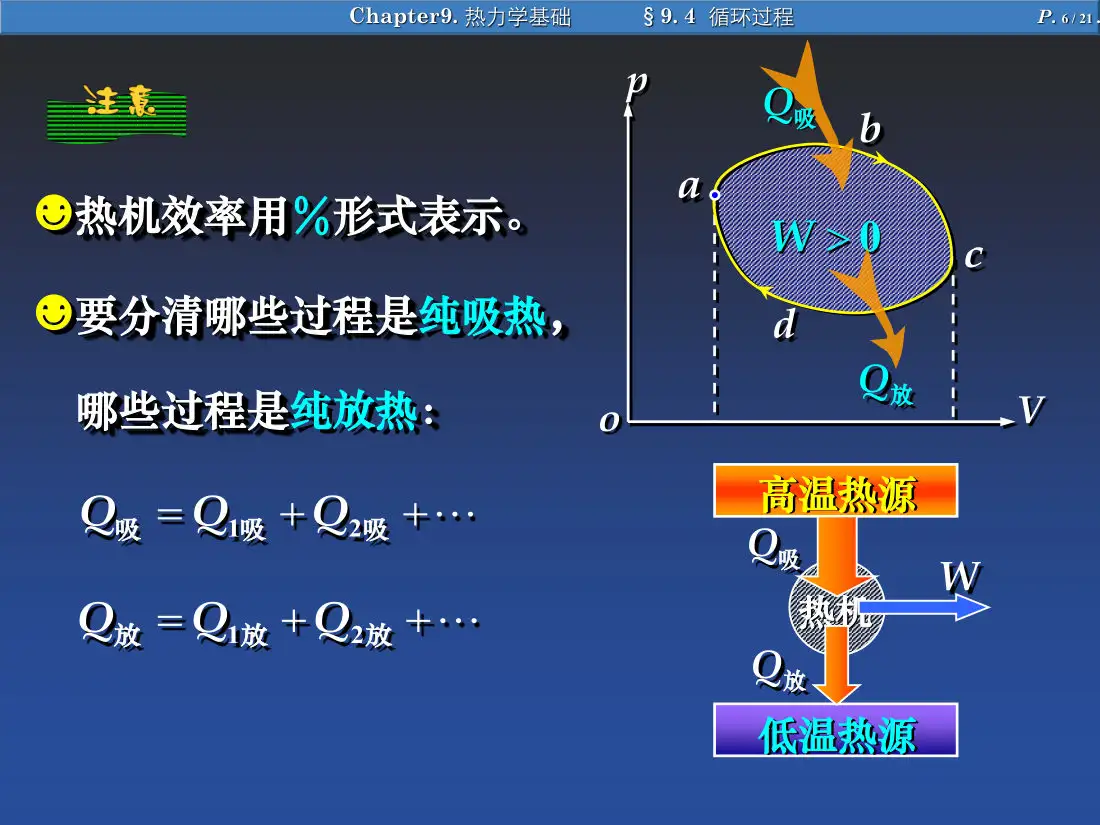 Chapter9. 热力学基础 §9.4 循环过程 P. 6 / 21 .
注意
热机效率用%形式表示。
要分清哪些过程是纯吸热，
哪些过程是纯放热：
Q吸 = Q1吸 + Q2吸 + ⋯
Q放 = Q1放 + Q2放 + ⋯
p
Q吸
b
a
W > 0
c
d
Q放
o
V
高温热源
Q吸
W
热机
Q放
低温热源